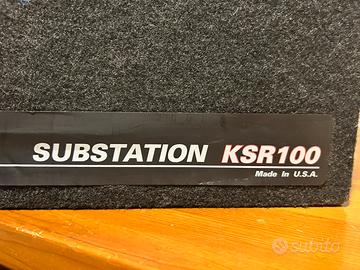 SUBSTATION KSR100
Made In U.S.A.
subito